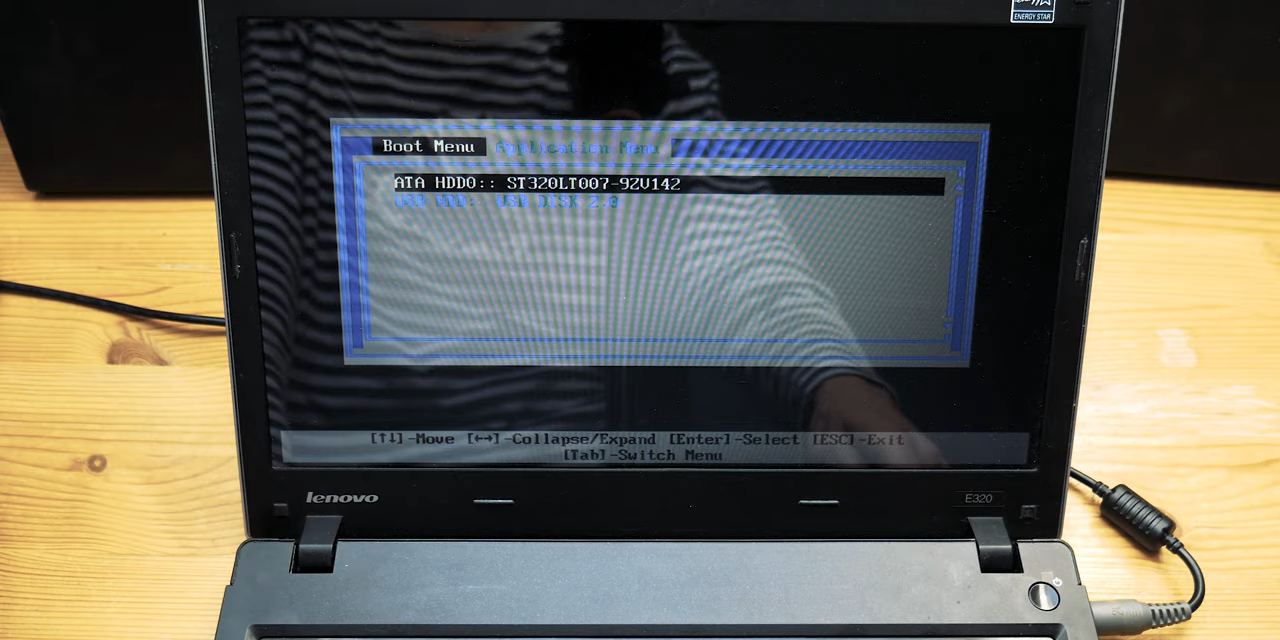 ENERGY STAR
Boot Menu Application Menu
ATA HDD0:: ST320LT007-9ZV142
USB HDD: USB DISK 2.0
[↑↓]-Move [←→]-Collapse/Expand [Enter]-Select [ESC]-Exit
[Tab]-Switch Menu
lenovo
E320